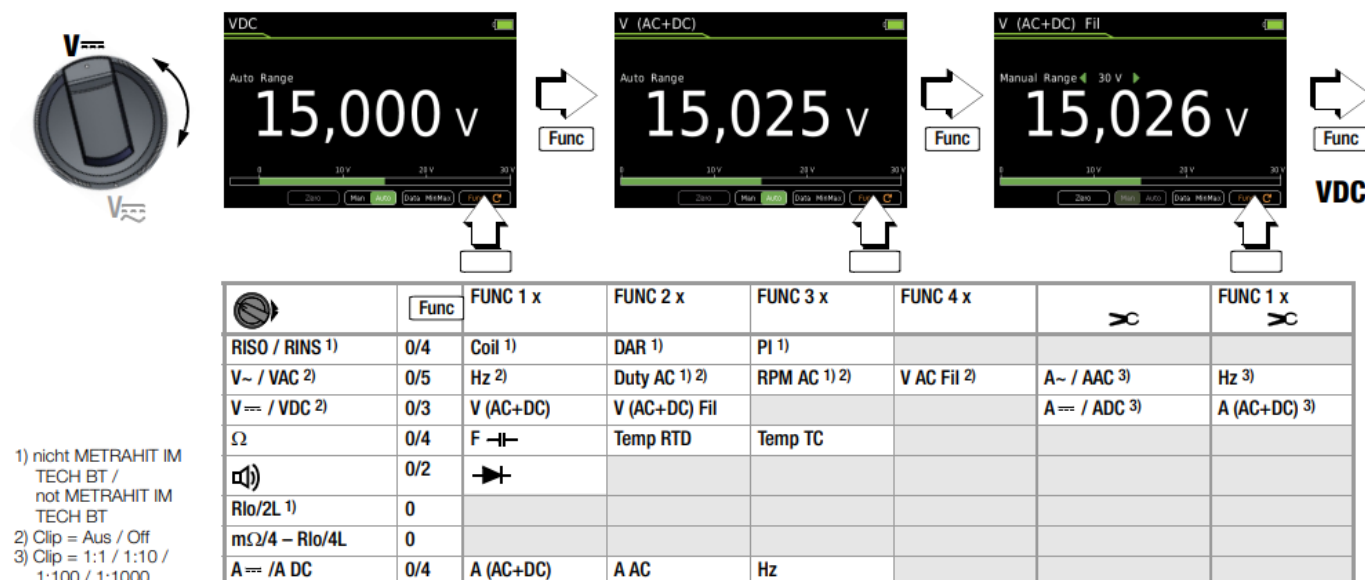 V⎓
V⎓~
VDC
Auto Range
15,000 V
0 10 V 20 V 30 V
Zero Man Auto Data MinMax Func
Func
V (AC+DC)
Auto Range
15,025 V
0 10 V 20 V 30 V
Zero Man Auto Data MinMax Func
Func
V (AC+DC) Fil
Manual Range 30 V
15,026 V
0 10 V 20 V 30 V
Zero Man Auto Data MinMax Func
Func
VDC
Func FUNC 1 x FUNC 2 x FUNC 3 x FUNC 4 x FUNC 1 x
RISO / RINS 1) 0/4 Coil 1) DAR 1) PI 1)
V~ / VAC 2) 0/5 Hz 2) Duty AC 1) 2) RPM AC 1) 2) V AC Fil 2) A~ / AAC 3) Hz 3)
V⎓ / VDC 2) 0/3 V (AC+DC) V (AC+DC) Fil A⎓ / ADC 3) A (AC+DC) 3)
Ω 0/4 F Temp RTD Temp TC
0/2
Rlo/2L 1) 0
mΩ/4 – Rlo/4L 0
A⎓ /A DC 0/4 A (AC+DC) A AC Hz
1) nicht METRAHIT IM
TECH BT /
not METRAHIT IM
TECH BT
2) Clip = Aus / Off
3) Clip = 1:1 / 1:10 /
1:100 / 1:1000